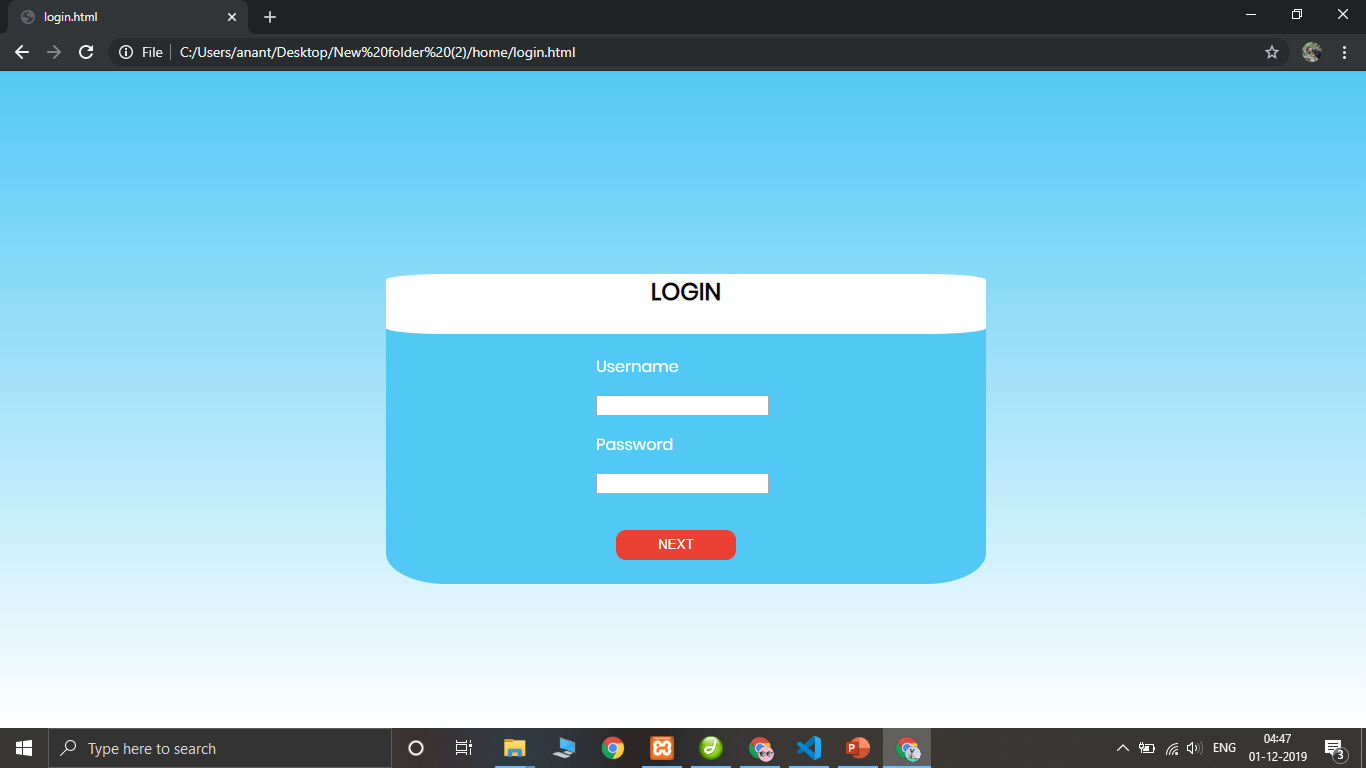 login.html
File
C:/Users/anant/Desktop/New%20folder%20(2)/home/login.html
LOGIN
Username
Password
NEXT
Type here to search
ENG
04:47
01-12-2019
3